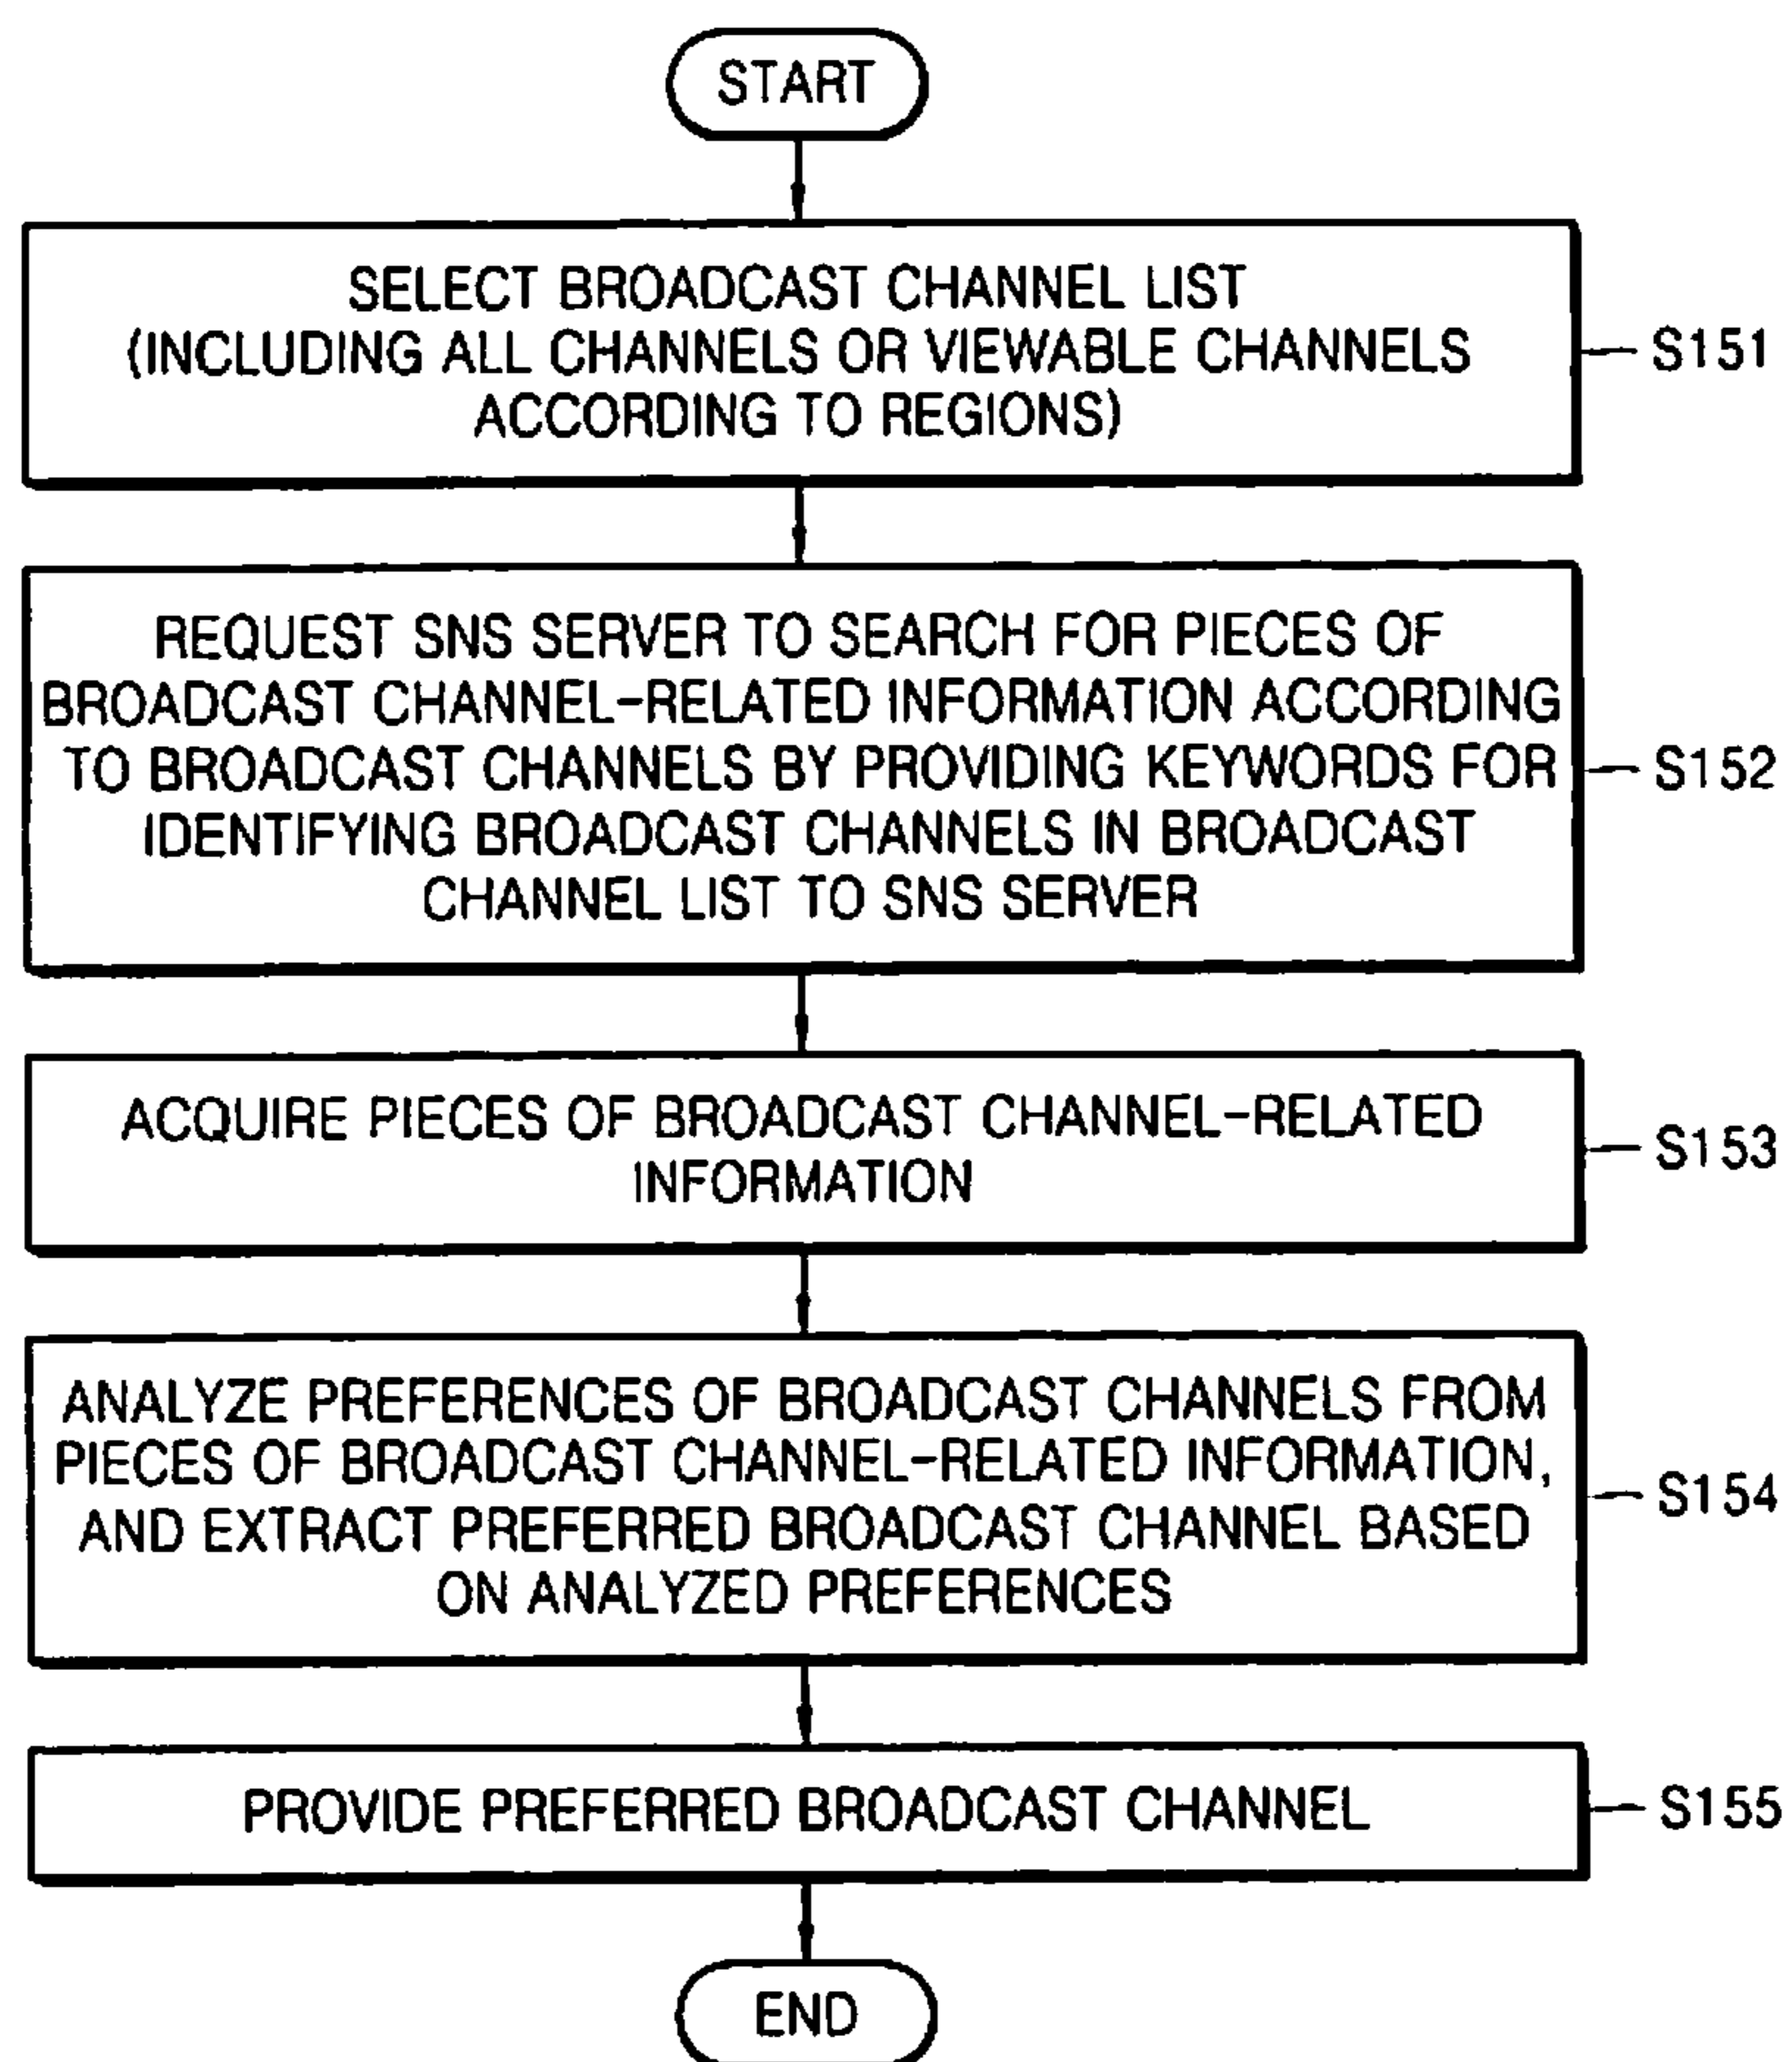 START
SELECT BROADCAST CHANNEL LIST
(INCLUDING ALL CHANNELS OR VIEWABLE CHANNELS
ACCORDING TO REGIONS)
S151
REQUEST SNS SERVER TO SEARCH FOR PIECES OF
BROADCAST CHANNEL-RELATED INFORMATION ACCORDING
TO BROADCAST CHANNELS BY PROVIDING KEYWORDS FOR
IDENTIFYING BROADCAST CHANNELS IN BROADCAST
CHANNEL LIST TO SNS SERVER
S152
ACQUIRE PIECES OF BROADCAST CHANNEL-RELATED
INFORMATION
S153
ANALYZE PREFERENCES OF BROADCAST CHANNELS FROM
PIECES OF BROADCAST CHANNEL-RELATED INFORMATION,
AND EXTRACT PREFERRED BROADCAST CHANNEL BASED
ON ANALYZED PREFERENCES
S154
PROVIDE PREFERRED BROADCAST CHANNEL
S155
END